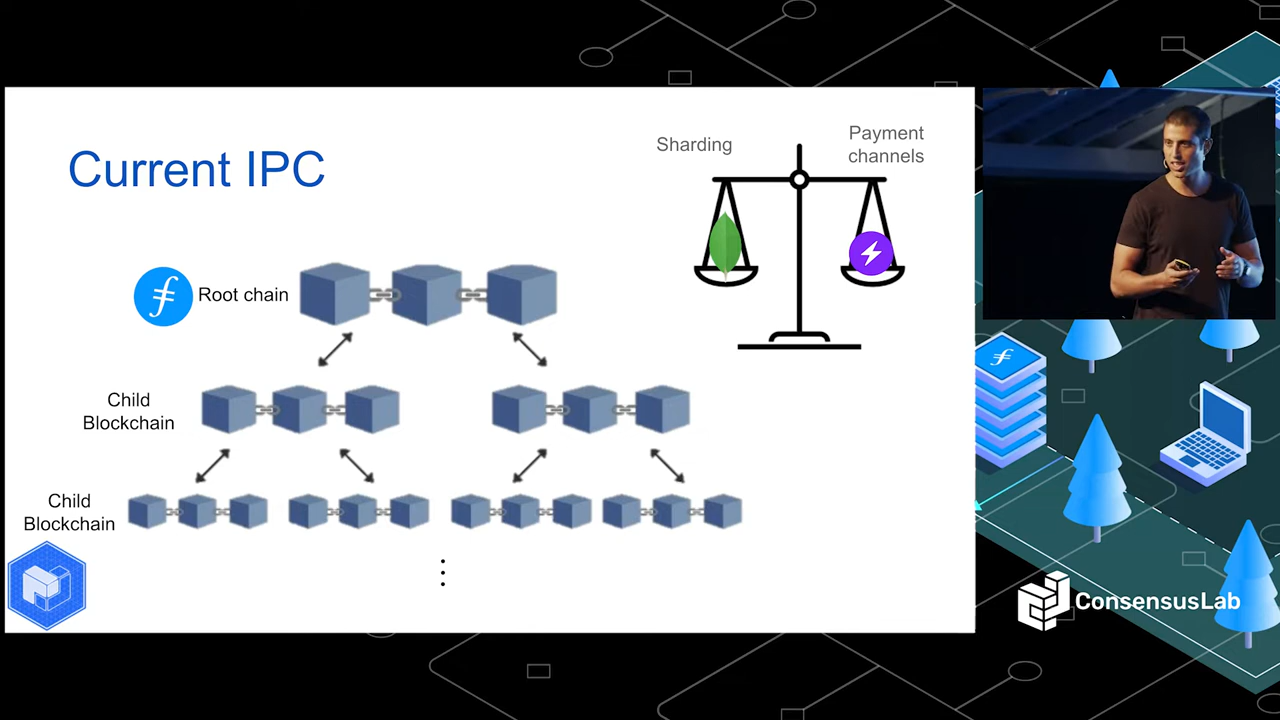 Current IPC
Sharding
Payment
channels
Root chain
Child
Blockchain
Child
Blockchain
ConsensusLab